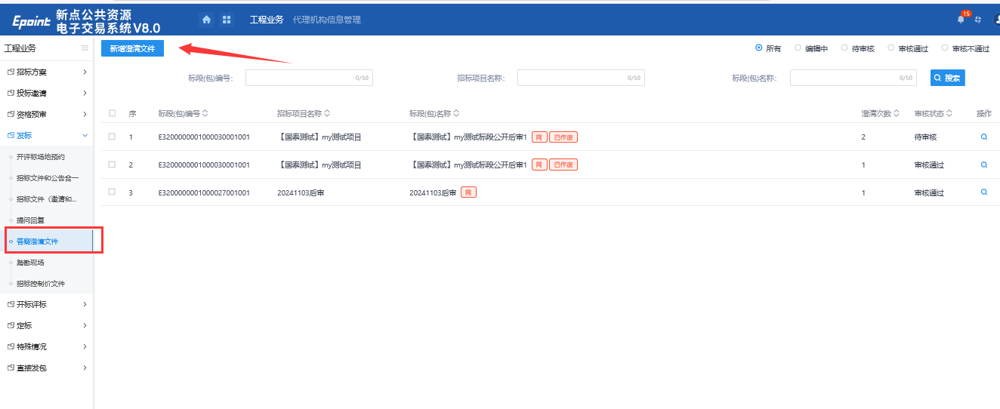 Epoint 新点公共资源
电子交易系统V8.0
工程业务 代理机构信息管理
15
工程业务
新增澄清文件
所有 编辑中 待审核 审核通过 审核不通过
招标方案
投标邀请
资格预审
发标
开评标场地预约
招标文件和公告合一
招标文件（邀请和...
提问回复
答疑澄清文件
踏勘现场
招标控制价文件
开标评标
定标
特殊情况
直接发包
标段(包)编号： 0/50 招标项目名称： 0/50 标段(包)名称： 0/50 搜索
序 标段(包)编号 招标项目名称 标段(包)名称 澄清次数 审核状态 操作
1 E3200000001000030001001 【国泰测试】my测试项目 【国泰测试】my测试标段公开后审1 网 已作废 2 待审核
2 E3200000001000030001001 【国泰测试】my测试项目 【国泰测试】my测试标段公开后审1 网 已作废 1 审核通过
3 E3200000001000027001001 20241103后审 20241103后审 网 1 审核通过